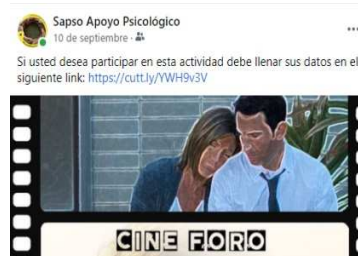 Sapso Apoyo Psicológico
10 de septiembre ·
Si usted desea participar en esta actividad debe llenar sus datos en el
siguiente link: https://cutt.ly/YWH9v3V
CINE FORO